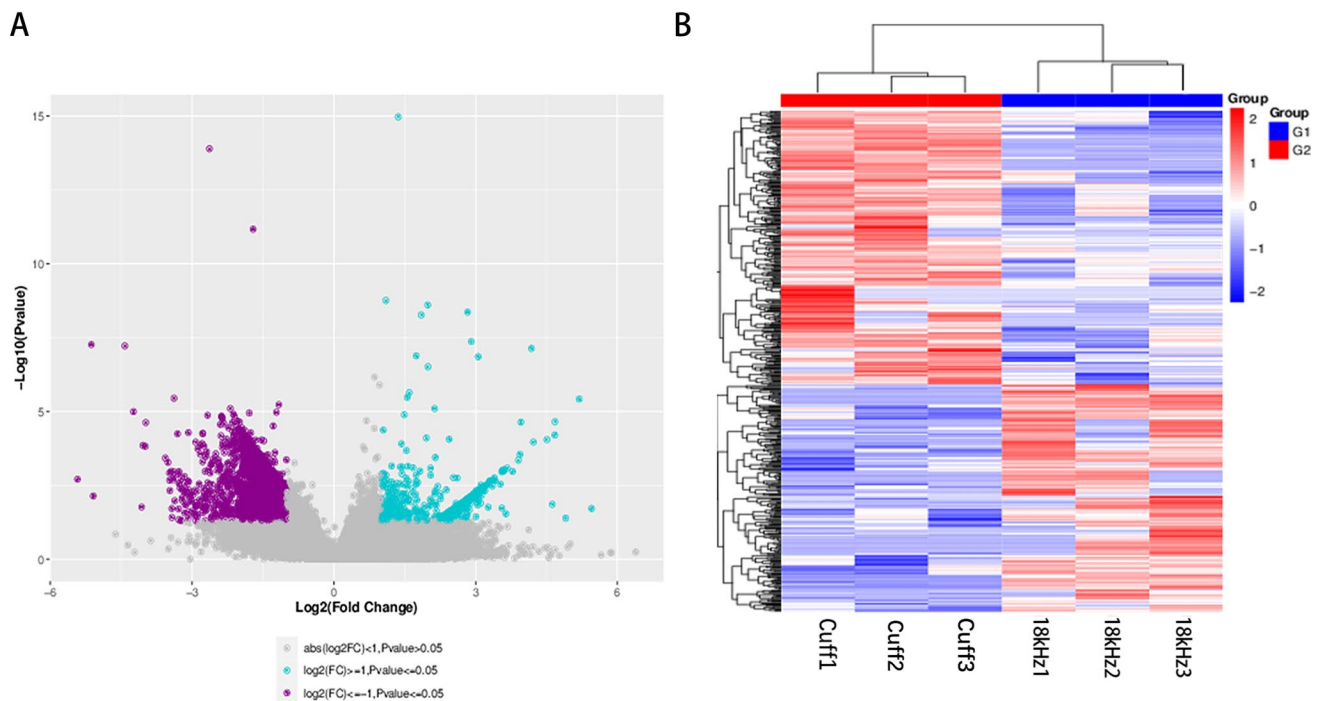 A
15
10
5
0
−Log10(Pvalue)
−6
−3
0
3
6
Log2(Fold Change)
abs(log2FC)<1,Pvalue>0.05
log2(FC)>=1,Pvalue<=0.05
log2(FC)<=−1,Pvalue<=0.05
B
Group
2
1
0
−1
−2
Group
G1
G2
Cuff1
Cuff2
Cuff3
18kHz1
18kHz2
18kHz3